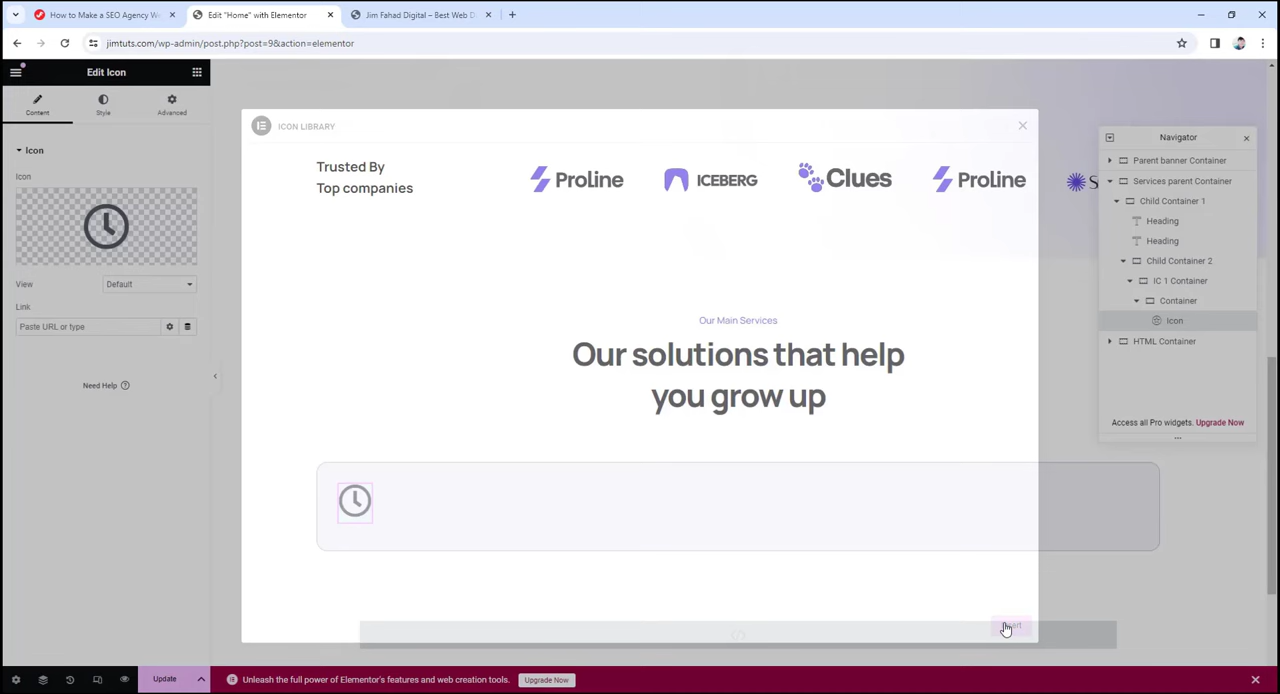 How to Make a SEO Agency We
Edit "Home" with Elementor
Jim Fahad Digital – Best Web D
jimtuts.com/wp-admin/post.php?post=9&action=elementor
Edit Icon
Content
Style
Advanced
Icon
Icon
View
Default
Link
Paste URL or type
Need Help
ICON LIBRARY
Trusted By
Top companies
ProLine
ICEBERG
Clues
ProLine
S
Our Main Services
Our solutions that help
you grow up
Navigator
Parent banner Container
Services parent Container
Child Container 1
Heading
Heading
Child Container 2
IC 1 Container
Container
Icon
HTML Container
Access all Pro widgets. Upgrade Now
Update
Unleash the full power of Elementor's features and web creation tools.
Upgrade Now